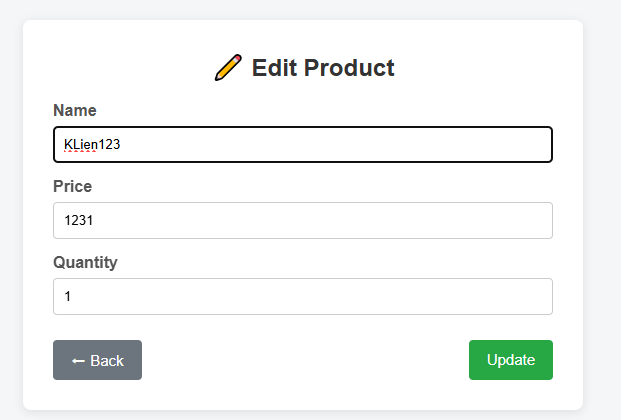 ✏️ Edit Product
Name
KLien123
Price
1231
Quantity
1
← Back
Update